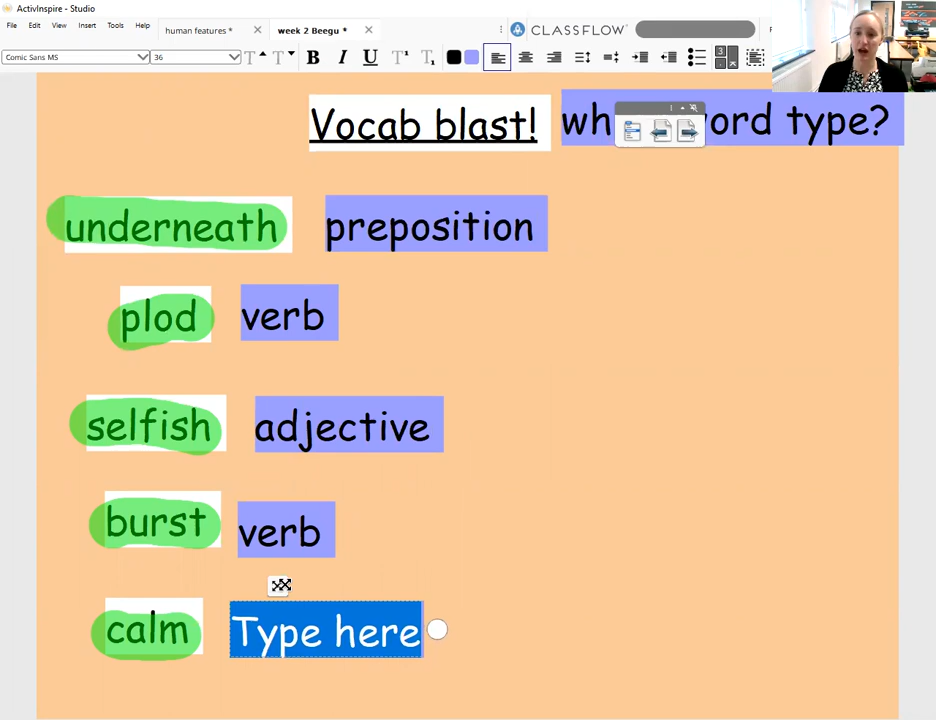 ActivInspire - Studio
File Edit View Insert Tools Help
human features *
week 2 Beegu *
CLASSFLOW
Comic Sans MS
36
B I U
Vocab blast! wh ord type?
underneath preposition
plod verb
selfish adjective
burst verb
calm Type here